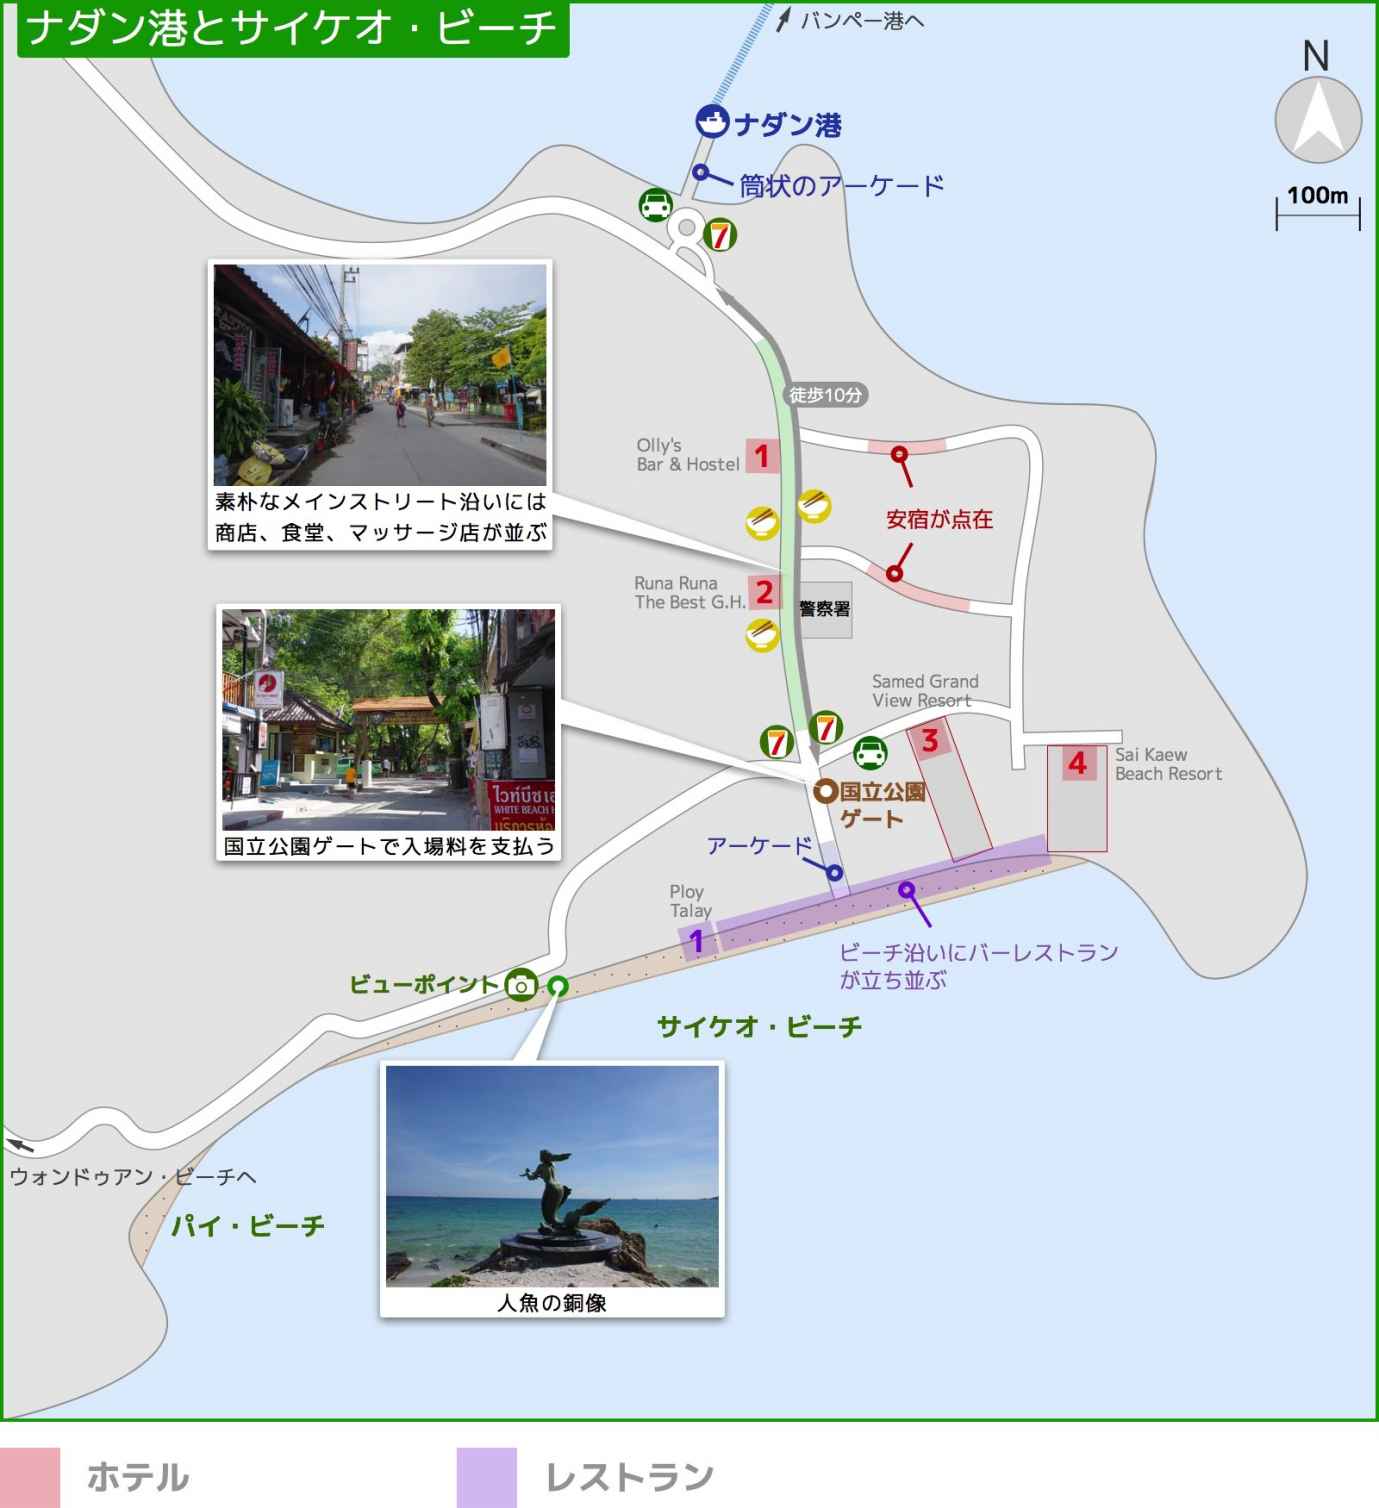 ナダン港とサイケオ・ビーチ
バンペー港へ
N
100m
ナダン港
筒状のアーケード
7
徒歩10分
Olly's
Bar & Hostel
1
安宿が点在
素朴なメインストリート沿いには
商店、食堂、マッサージ店が並ぶ
Runa Runa
The Best G.H.
2
警察署
Samed Grand
View Resort
3
Sai Kaew
Beach Resort
4
7
7
国立公園
ゲート
WHITE BEACH
国立公園ゲートで入場料を支払う
アーケード
Ploy
Talay
1
ビーチ沿いにバーレストラン
が立ち並ぶ
ビューポイント
サイケオ・ビーチ
ウォンドゥアン・ビーチへ
パイ・ビーチ
人魚の銅像
ホテル
レストラン